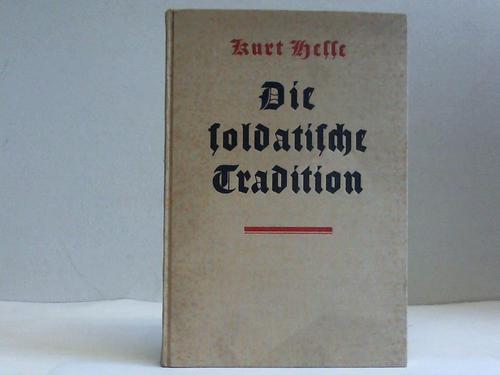 Kurt Heſſe
Die
ſoldatiſche
Tradition